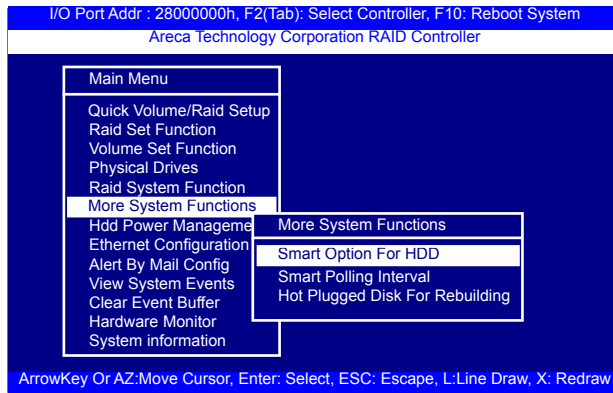 I/O Port Addr : 28000000h, F2(Tab): Select Controller, F10: Reboot System
Areca Technology Corporation RAID Controller
Main Menu
Quick Volume/Raid Setup
Raid Set Function
Volume Set Function
Physical Drives
Raid System Function
More System Functions
Hdd Power Manageme
Ethernet Configuration
Alert By Mail Config
View System Events
Clear Event Buffer
Hardware Monitor
System information
More System Functions
Smart Option For HDD
Smart Polling Interval
Hot Plugged Disk For Rebuilding
ArrowKey Or AZ:Move Cursor, Enter: Select, ESC: Escape, L:Line Draw, X: Redraw